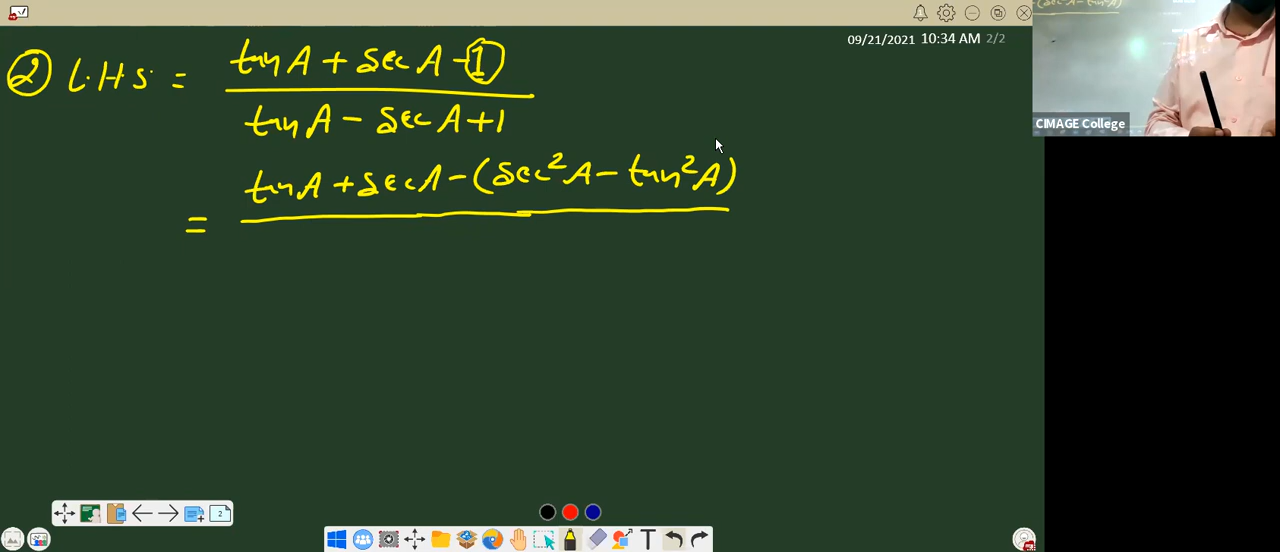 09/21/2021 10:34 AM 2/2
② L.H.S. = tanA + secA - 1
tanA - secA + 1
= tanA + secA - (sec²A - tan²A)
CIMAGE College
2
T